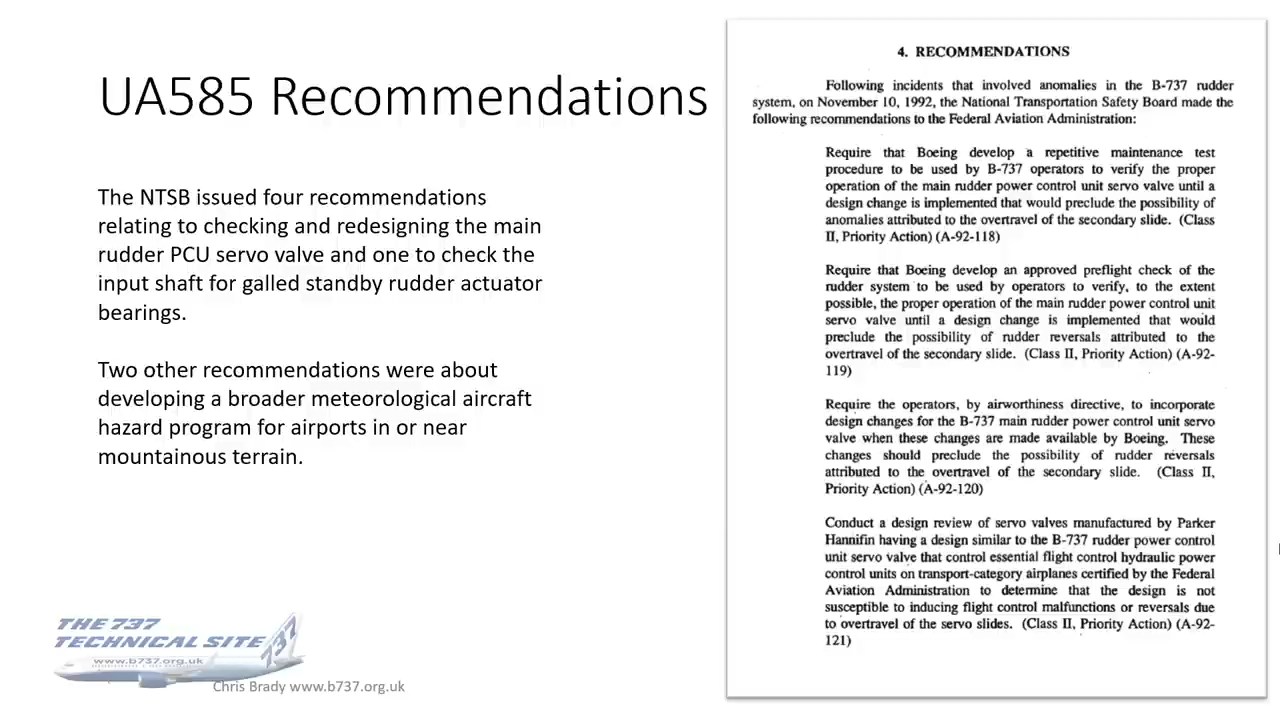 UA585 Recommendations
The NTSB issued four recommendations
relating to checking and redesigning the main
rudder PCU servo valve and one to check the
input shaft for galled standby rudder actuator
bearings.
Two other recommendations were about
developing a broader meteorological aircraft
hazard program for airports in or near
mountainous terrain.
4. RECOMMENDATIONS
Following incidents that involved anomalies in the B-737 rudder
system, on November 10, 1992, the National Transportation Safety Board made the
following recommendations to the Federal Aviation Administration:
Require that Boeing develop a repetitive maintenance test
procedure to be used by B-737 operators to verify the proper
operation of the main rudder power control unit servo valve until a
design change is implemented that would preclude the possibility of
anomalies attributed to the overtravel of the secondary slide. (Class
II, Priority Action) (A-92-118)
Require that Boeing develop an approved preflight check of the
rudder system to be used by operators to verify, to the extent
possible, the proper operation of the main rudder power control unit
servo valve until a design change is implemented that would
preclude the possibility of rudder reversals attributed to the
overtravel of the secondary slide. (Class II, Priority Action) (A-92-
119)
Require the operators, by airworthiness directive, to incorporate
design changes for the B-737 main rudder power control unit servo
valve when these changes are made available by Boeing. These
changes should preclude the possibility of rudder reversals
attributed to the overtravel of the secondary slide. (Class II,
Priority Action) (A-92-120)
Conduct a design review of servo valves manufactured by Parker
Hannifin having a design similar to the B-737 rudder power control
unit servo valve that control essential flight control hydraulic power
control units on transport-category airplanes certified by the Federal
Aviation Administration to determine that the design is not
susceptible to inducing flight control malfunctions or reversals due
to overtravel of the servo slides. (Class II, Priority Action) (A-92-
121)
THE 737
TECHNICAL SITE
737
www.b737.org.uk
Chris Brady www.b737.org.uk